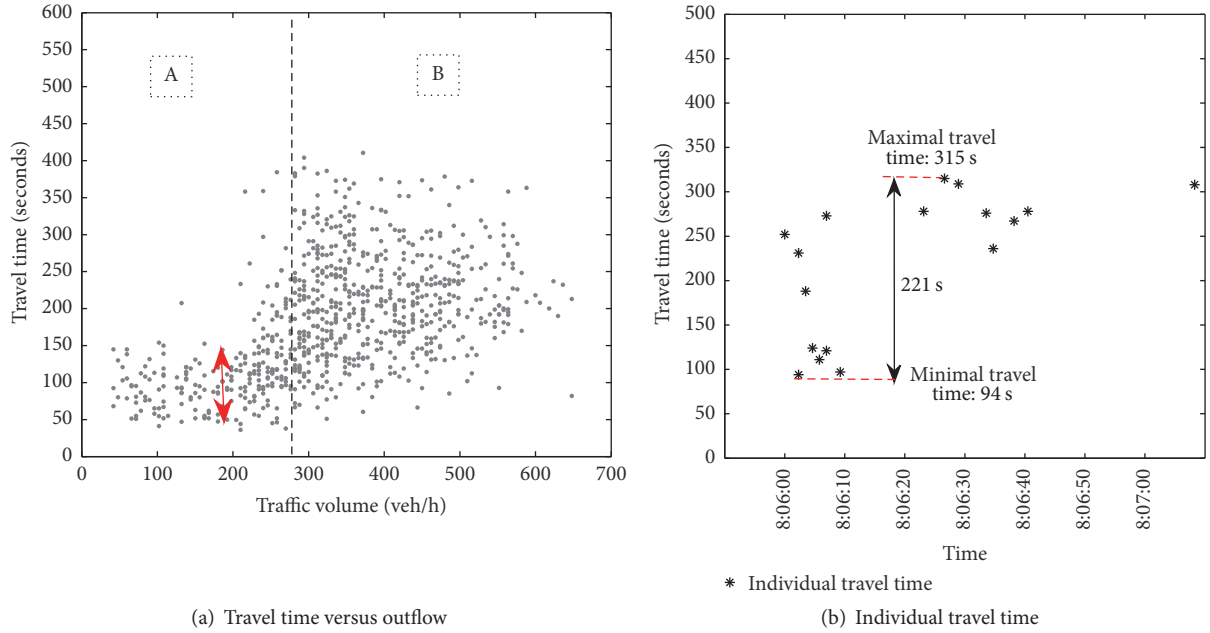 600
550
500
450
400
350
300
250
200
150
100
50
0
Travel time (seconds)
A
B
0 100 200 300 400 500 600 700
Traffic volume (veh/h)
(a) Travel time versus outflow
500
450
400
350
300
250
200
150
100
50
0
Travel time (seconds)
Maximal travel
time: 315 s
221 s
Minimal travel
time: 94 s
8:06:00
8:06:10
8:06:20
8:06:30
8:06:40
8:06:50
8:07:00
Time
Individual travel time
(b) Individual travel time